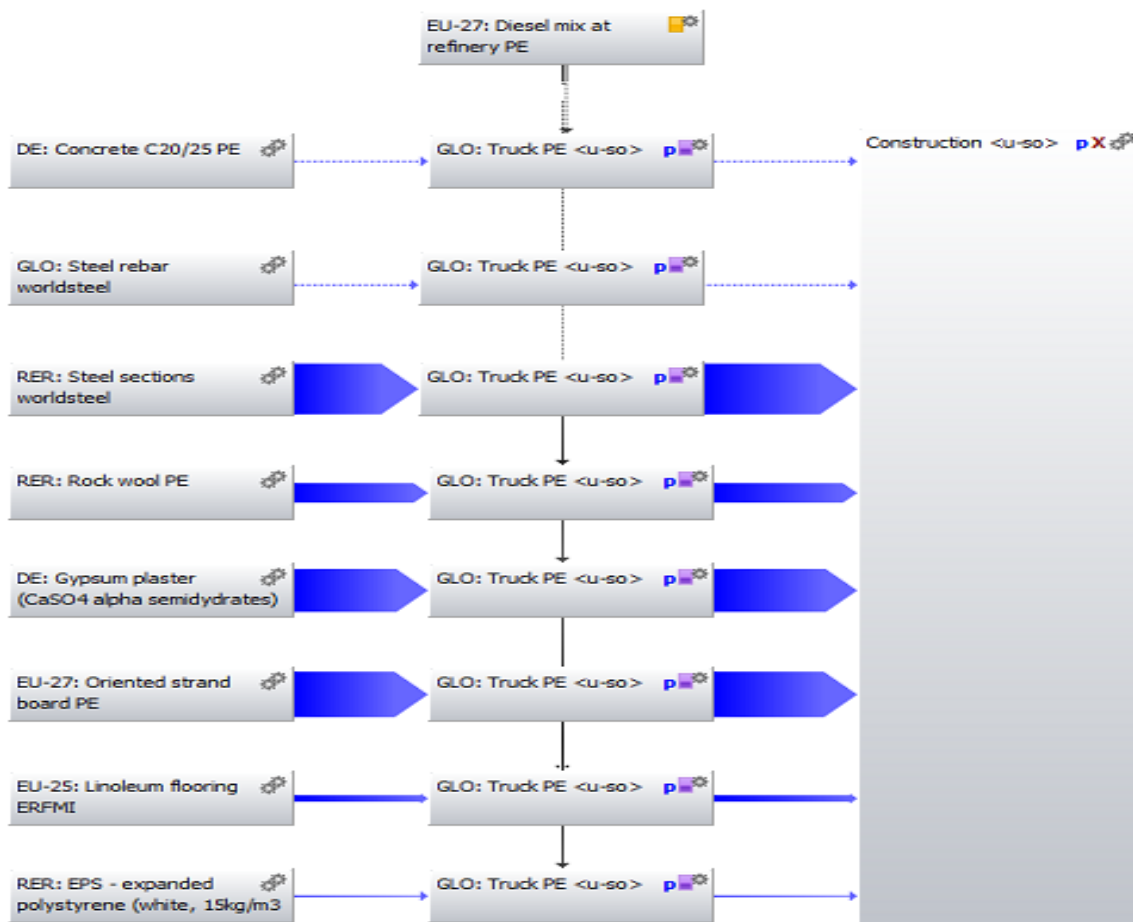 EU-27: Diesel mix at
refinery PE
DE: Concrete C20/25 PE
GLO: Truck PE <u-so> p
Construction <u-so> pX
GLO: Steel rebar
worldsteel
GLO: Truck PE <u-so> p
RER: Steel sections
worldsteel
GLO: Truck PE <u-so> p
RER: Rock wool PE
GLO: Truck PE <u-so> p
DE: Gypsum plaster
(CaSO4 alpha semidydrates)
GLO: Truck PE <u-so> p
EU-27: Oriented strand
board PE
GLO: Truck PE <u-so> p
EU-25: Linoleum flooring
ERFMI
GLO: Truck PE <u-so> p
RER: EPS - expanded
polystyrene (white, 15kg/m3
GLO: Truck PE <u-so> p